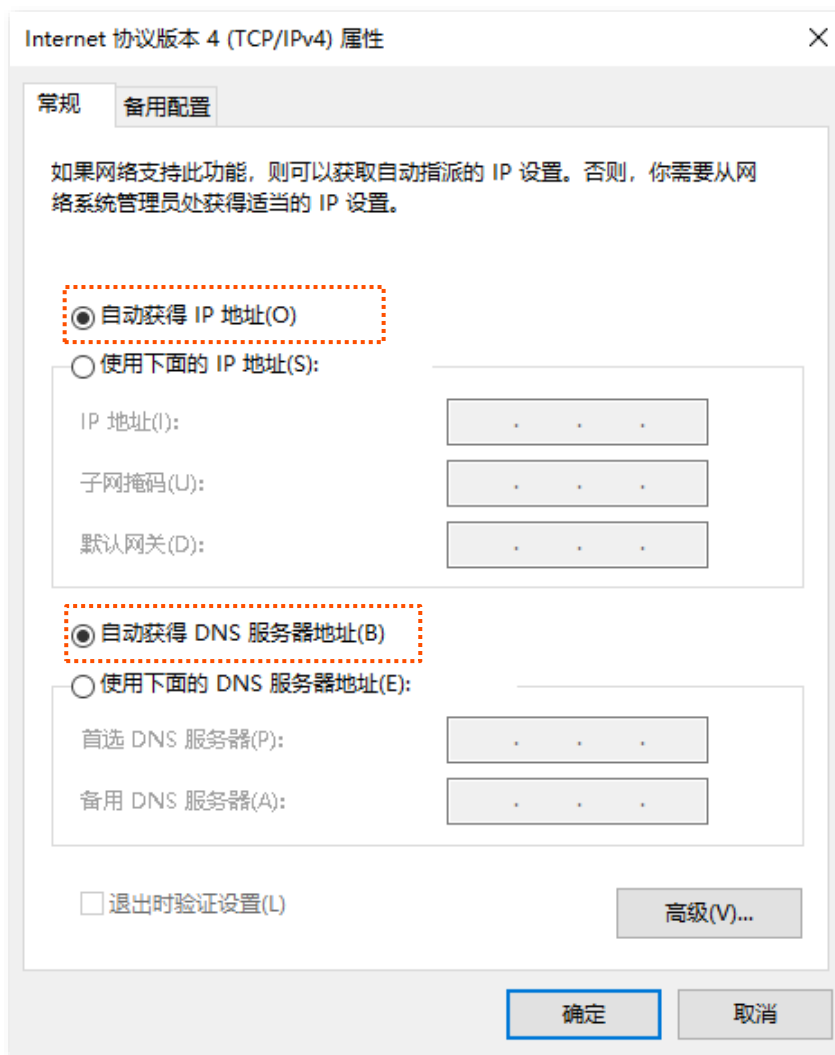 Internet 协议版本 4 (TCP/IPv4) 属性
常规
备用配置
如果网络支持此功能，则可以获取自动指派的 IP 设置。否则，你需要从网
络系统管理员处获得适当的 IP 设置。
自动获得 IP 地址(O)
使用下面的 IP 地址(S):
IP 地址(I):
子网掩码(U):
默认网关(D):
自动获得 DNS 服务器地址(B)
使用下面的 DNS 服务器地址(E):
首选 DNS 服务器(P):
备用 DNS 服务器(A):
退出时验证设置(L)
高级(V)...
确定
取消